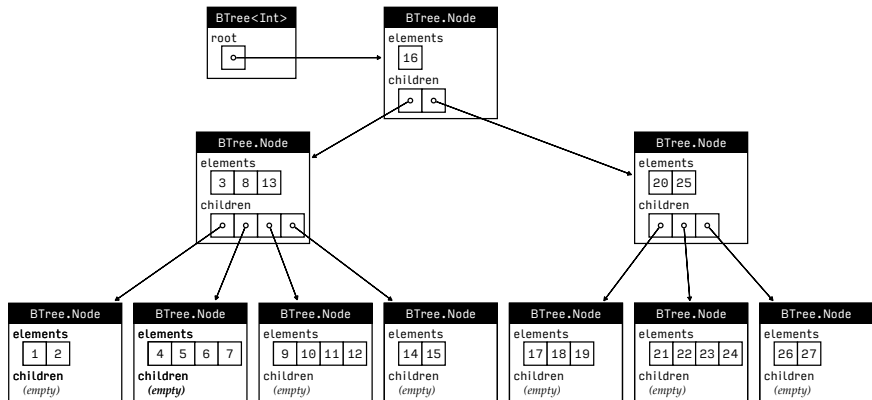 BTree<Int>
root
BTree.Node
elements
16
children
BTree.Node
elements
3 8 13
children
BTree.Node
elements
20 25
children
BTree.Node
elements
1 2
children
(empty)
BTree.Node
elements
4 5 6 7
children
(empty)
BTree.Node
elements
9 10 11 12
children
(empty)
BTree.Node
elements
14 15
children
(empty)
BTree.Node
elements
17 18 19
children
(empty)
BTree.Node
elements
21 22 23 24
children
(empty)
BTree.Node
elements
26 27
children
(empty)